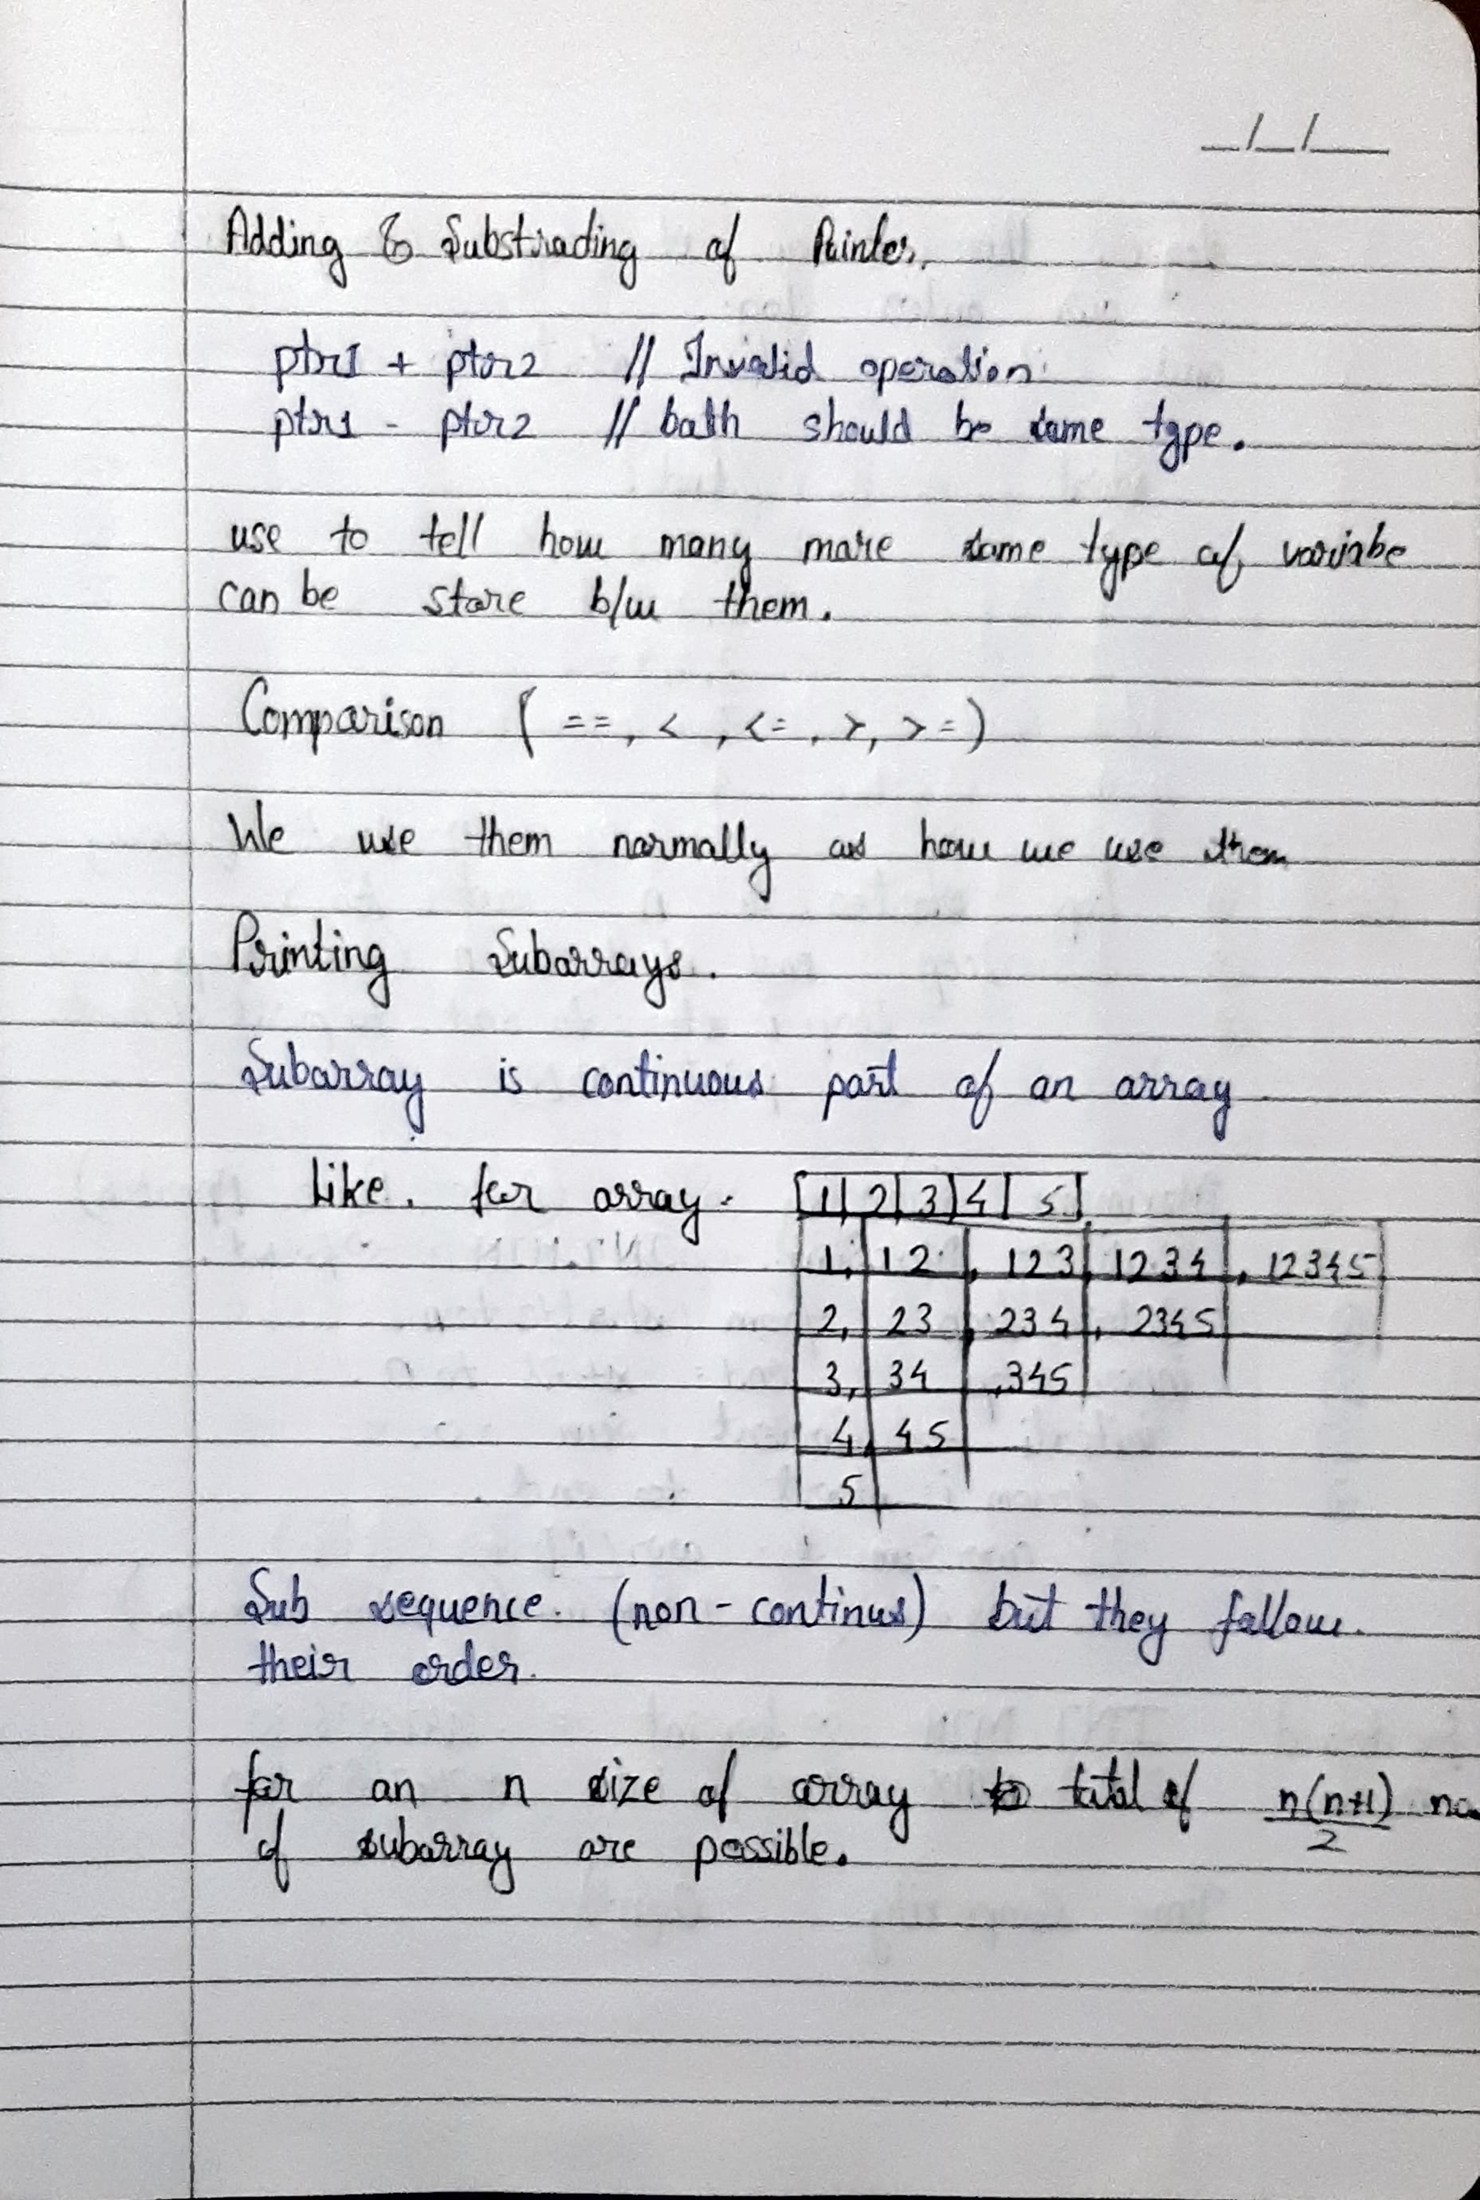 _/_/__
Adding & Substrading of Pointer.
ptr1 + ptr2 // Invalid operation.
ptr1 - ptr2 // both should be same type.
use to tell how many more same type of variabe
can be store b/w them.
Comparison ( ==, <, <=, >, >=)
We use them normally as how we use them
Printing Subarrays.
Subarray is continuous part of an array
Like. for array. 1 2 3 4 5
1, 12, 123, 1234, 12345
2, 23, 234, 2345
3, 34, 345
4, 45
5
Sub sequence. (non-continus) but they follow.
their order.
for an n size of array total of n(n+1)/2 no
of subarray are possible.